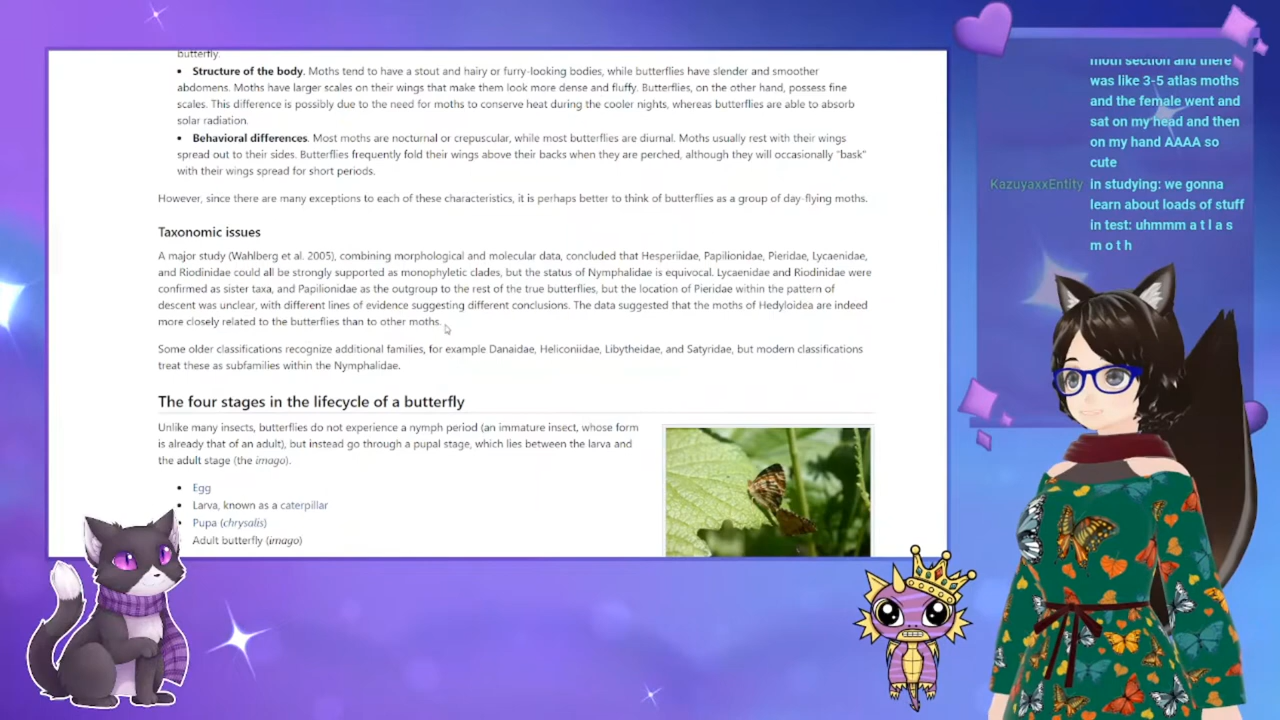 butterfly.
▪ Structure of the body. Moths tend to have a stout and hairy or furry-looking bodies, while butterflies have slender and smoother
abdomens. Moths have larger scales on their wings that make them look more dense and fluffy. Butterflies, on the other hand, possess fine
scales. This difference is possibly due to the need for moths to conserve heat during the cooler nights, whereas butterflies are able to absorb
solar radiation.
▪ Behavioral differences. Most moths are nocturnal or crepuscular, while most butterflies are diurnal. Moths usually rest with their wings
spread out to their sides. Butterflies frequently fold their wings above their backs when they are perched, although they will occasionally "bask"
with their wings spread for short periods.
However, since there are many exceptions to each of these characteristics, it is perhaps better to think of butterflies as a group of day-flying moths.
Taxonomic issues
A major study (Wahlberg et al. 2005), combining morphological and molecular data, concluded that Hesperiidae, Papilionidae, Pieridae, Lycaenidae,
and Riodinidae could all be strongly supported as monophyletic clades, but the status of Nymphalidae is equivocal. Lycaenidae and Riodinidae were
confirmed as sister taxa, and Papilionidae as the outgroup to the rest of the true butterflies, but the location of Pieridae within the pattern of
descent was unclear, with different lines of evidence suggesting different conclusions. The data suggested that the moths of Hedyloidea are indeed
more closely related to the butterflies than to other moths.
Some older classifications recognize additional families, for example Danaidae, Heliconiidae, Libytheidae, and Satyridae, but modern classifications
treat these as subfamilies within the Nymphalidae.
The four stages in the lifecycle of a butterfly
Unlike many insects, butterflies do not experience a nymph period (an immature insect, whose form
is already that of an adult), but instead go through a pupal stage, which lies between the larva and
the adult stage (the imago).
▪ Egg
▪ Larva, known as a caterpillar
Pupa (chrysalis)
Adult butterfly (imago)
moth section and there
was like 3-5 atlas moths
and the female went and
sat on my head and then
on my hand AAAA so
cute
KazuyaxxEntity In studying: we gonna
learn about loads of stuff
in test: uhmmm a t l a s
m o t h